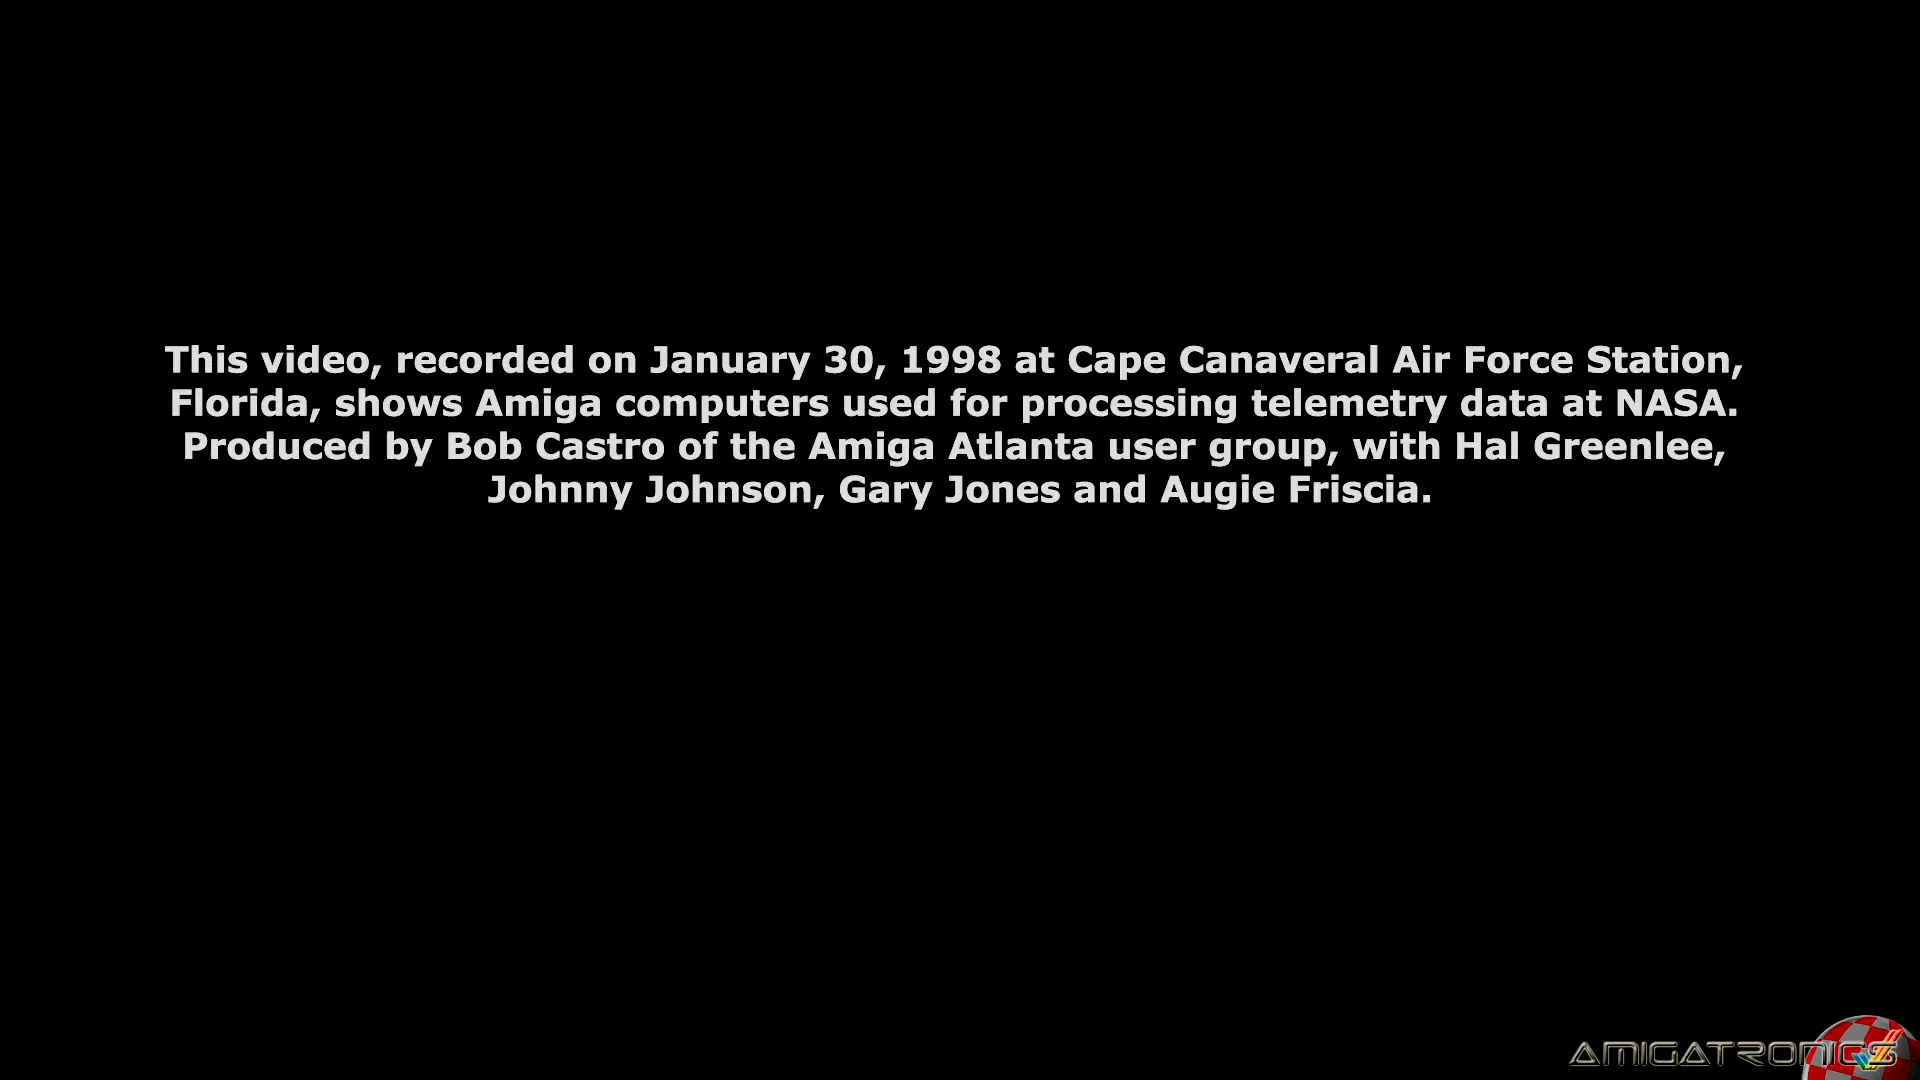 This video, recorded on January 30, 1998 at Cape Canaveral Air Force Station,
Florida, shows Amiga computers used for processing telemetry data at NASA.
Produced by Bob Castro of the Amiga Atlanta user group, with Hal Greenlee,
Johnny Johnson, Gary Jones and Augie Friscia.
AMIGATRONICS